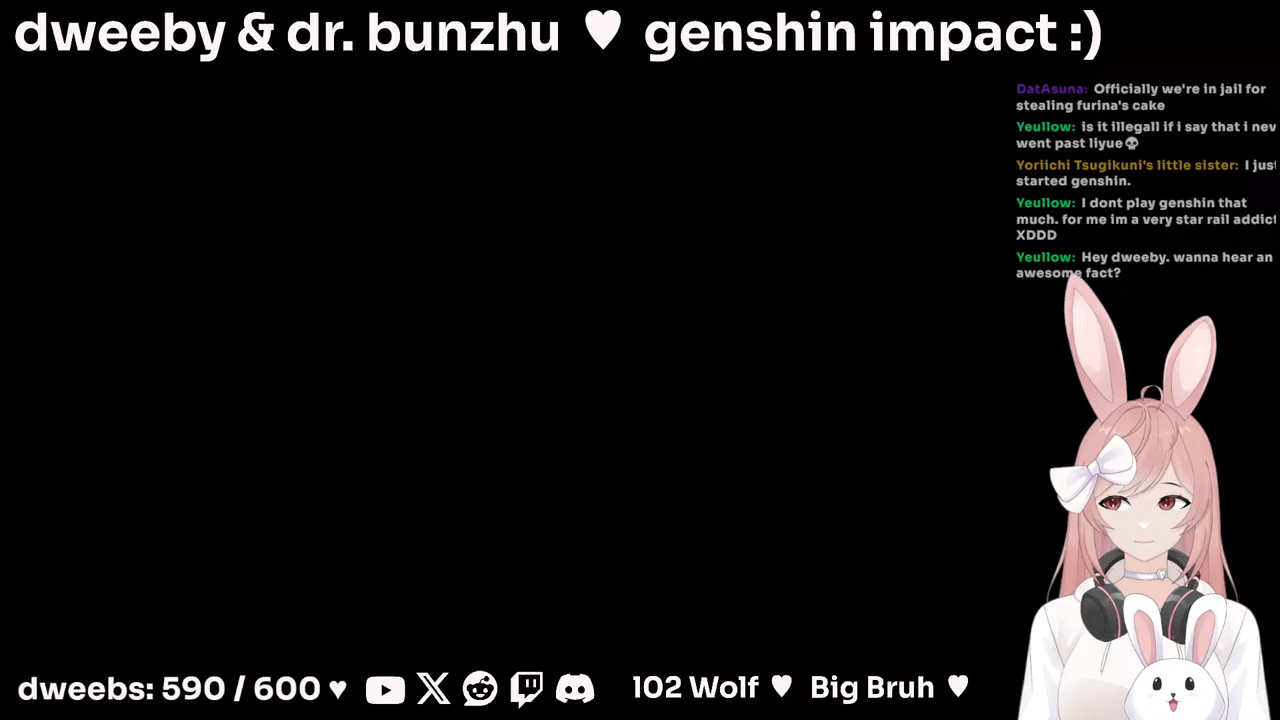 dweeby & dr. bunzhu ♥ genshin impact :)
DatAsuna: Officially we're in jail for
stealing furina's cake
Yeullow: is it illegall if i say that i nev
went past liyue💀
Yoriichi Tsugikuni's little sister: I just
started genshin.
Yeullow: I dont play genshin that
much. for me im a very star rail addict
XDDD
Yeullow: Hey dweeby. wanna hear an
awesome fact?
dweebs: 590 / 600 ♥ 102 Wolf ♥ Big Bruh ♥